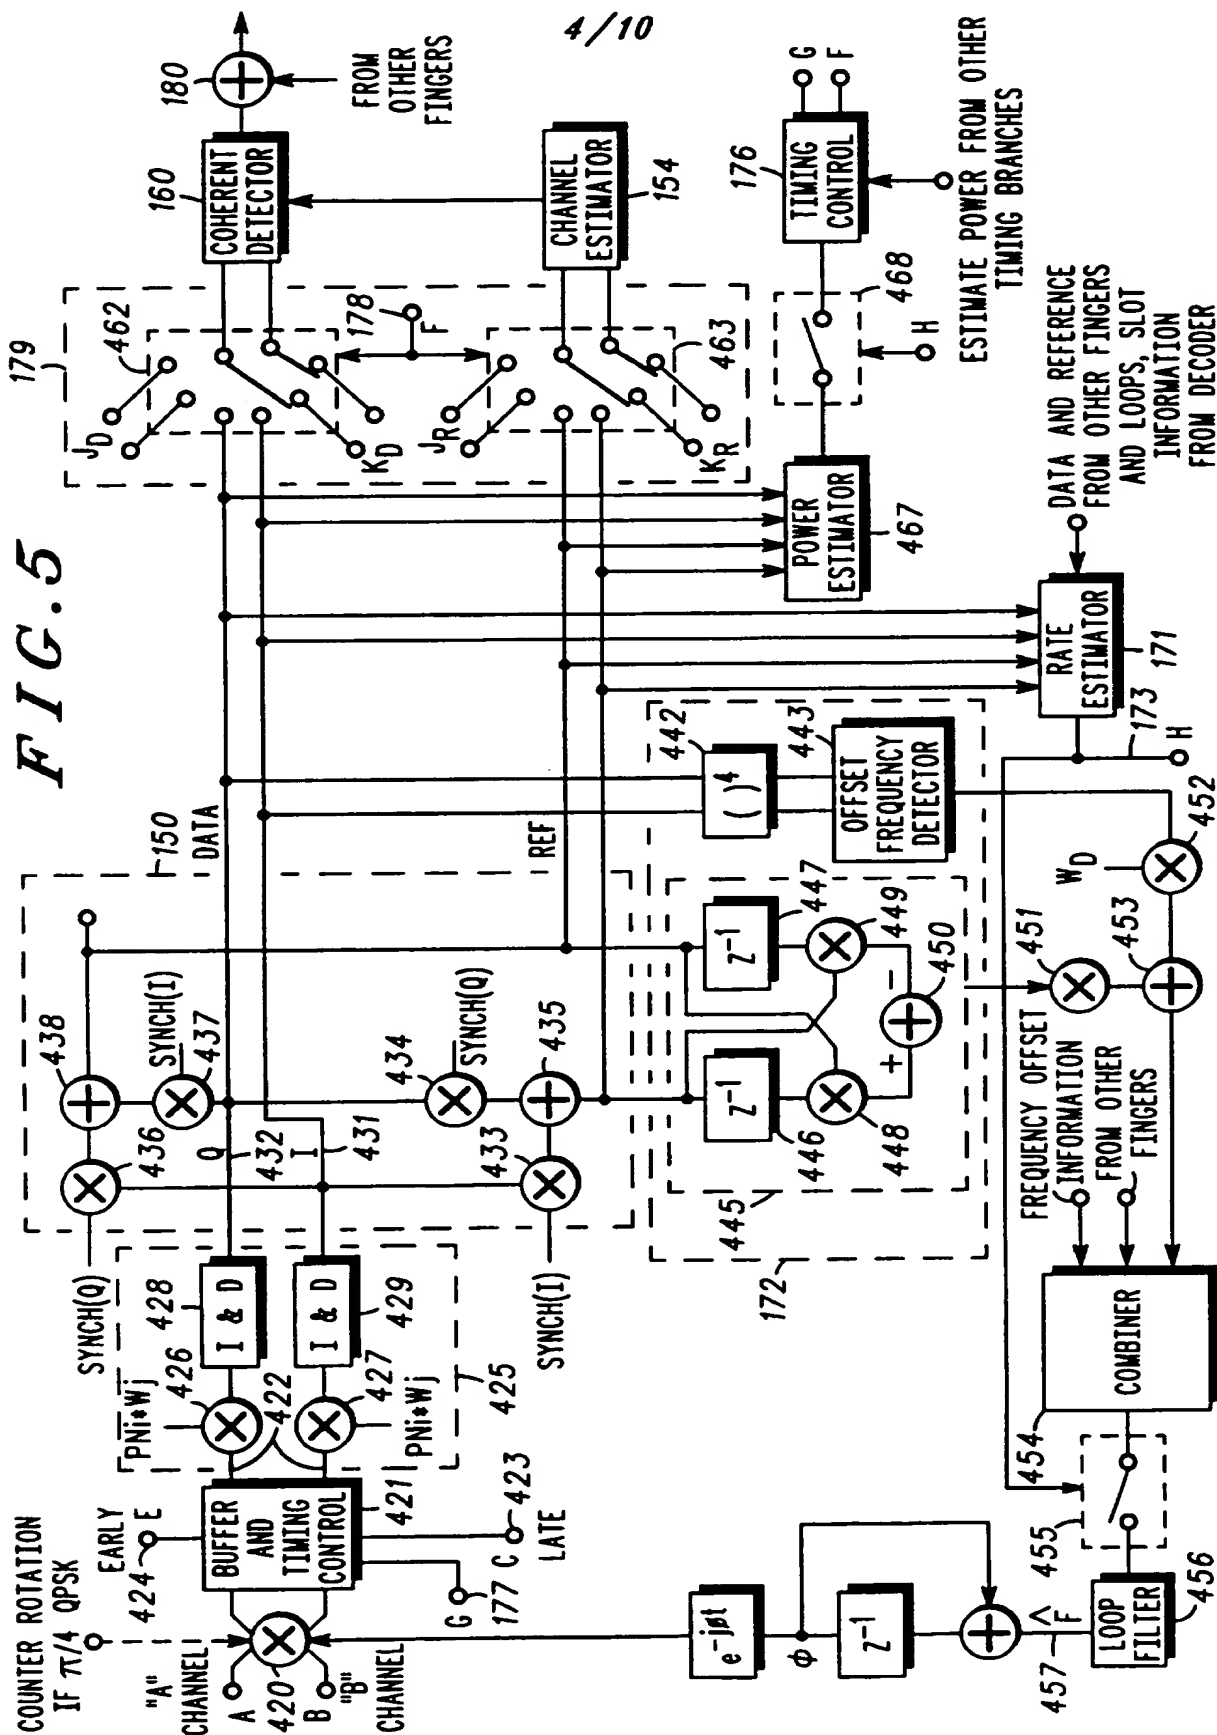 4/10
FIG.5
COUNTER ROTATION
IF π/4 QPSK
EARLY
424
E
"A"
CHANNEL
A
420
B
"B"
CHANNEL
BUFFER
AND
TIMING
CONTROL
421
G
177
C
423
LATE
422
PNi*Wj
426
427
PNi*Wj
425
428
I & D
I & D
429
SYNCH(Q)
SYNCH(I)
436
438
SYNCH(I)
437
Q
432
I
431
434
SYNCH(Q)
433
435
150
DATA
REF
179
JD
462
KD
178
F
JR
463
KR
160
COHERENT
DETECTOR
180
FROM
OTHER
FINGERS
CHANNEL
ESTIMATOR
154
POWER
ESTIMATOR
467
468
H
176
TIMING
CONTROL
G
F
ESTIMATE POWER FROM OTHER
TIMING BRANCHES
RATE
ESTIMATOR
171
173
H
DATA AND REFERENCE
FROM OTHER FINGERS
AND LOOPS, SLOT
INFORMATION
FROM DECODER
172
445
Z-1
446
Z-1
447
448
449
+
-
450
442
( )4
443
OFFSET
FREQUENCY
DETECTOR
451
WD
452
453
FREQUENCY OFFSET
INFORMATION
FROM OTHER
FINGERS
454
COMBINER
455
LOOP
FILTER
456
457
F̂
Z-1
ϕ
e-jøt